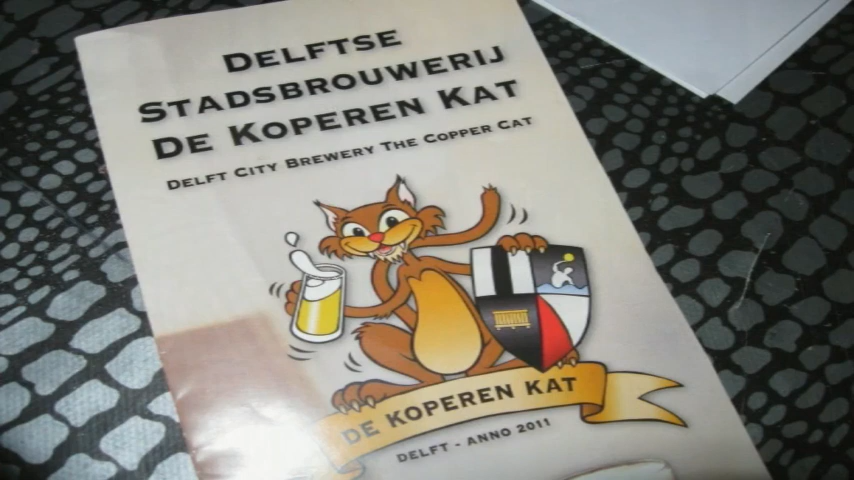 DELFTSE
STADSBROUWERIJ
DE KOPEREN KAT
DELFT CITY BREWERY THE COPPER CAT
DE KOPEREN KAT
DELFT - ANNO 2011